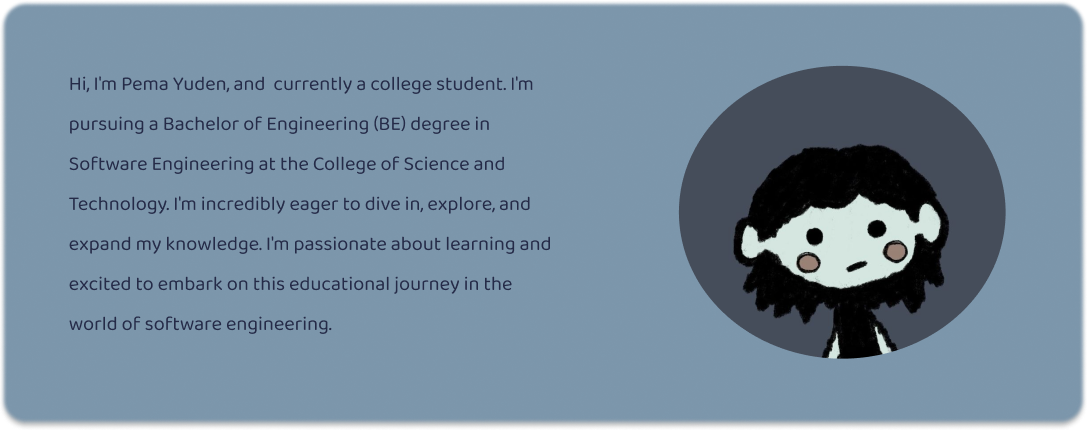 Hi, I'm Pema Yuden, and  currently a college student. I'm
pursuing a Bachelor of Engineering (BE) degree in
Software Engineering at the College of Science and
Technology. I'm incredibly eager to dive in, explore, and
expand my knowledge. I'm passionate about learning and
excited to embark on this educational journey in the
world of software engineering.